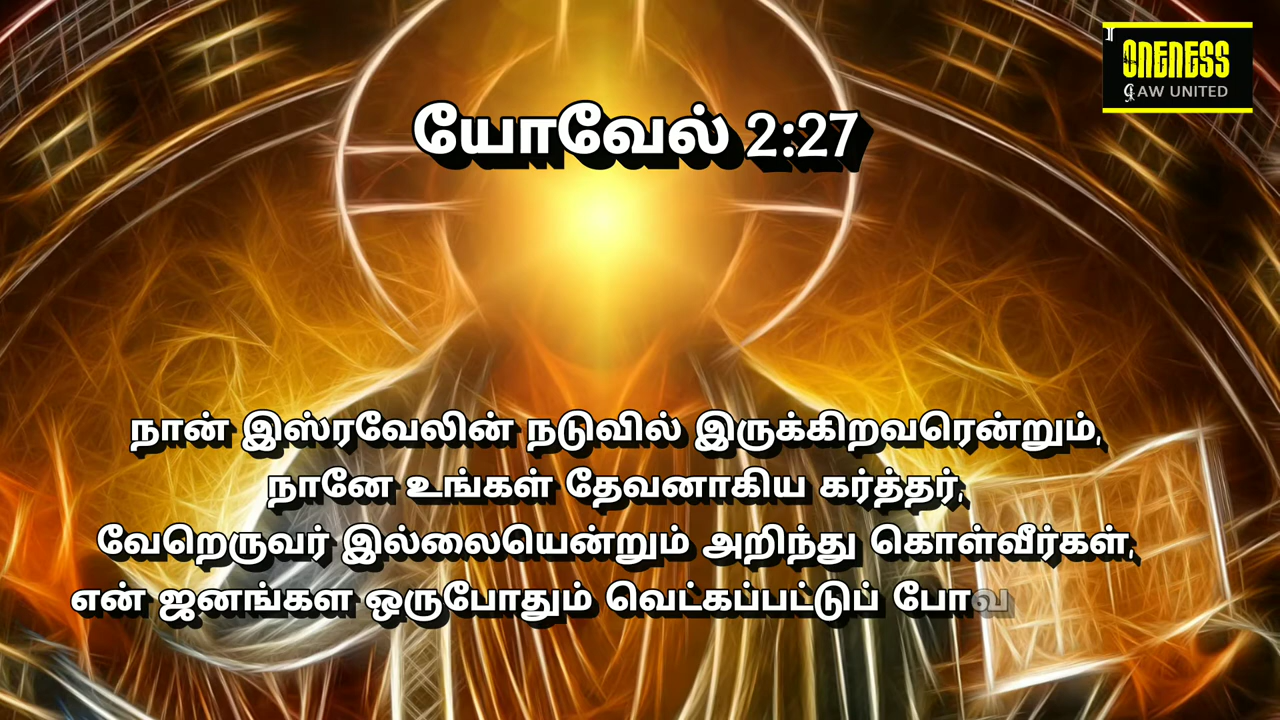 ONENESS
LAW UNITED
யோவேல் 2:27
நான் இஸ்ரவேலின் நடுவில் இருக்கிறவரென்றும்,
நானே உங்கள் தேவனாகிய கர்த்தர்,
வேறெருவர் இல்லையென்றும் அறிந்து கொள்வீர்கள்,
என் ஜனங்கள ஒருபோதும் வெட்கப்பட்டுப் போவ